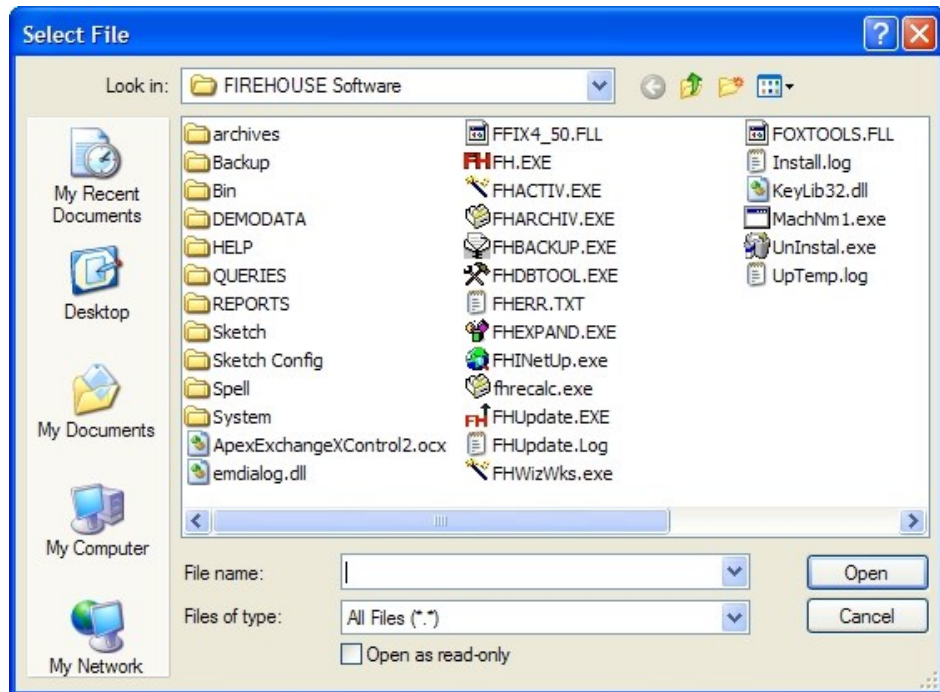 Select File
Look in: FIREHOUSE Software
My Recent
Documents
Desktop
My Documents
My Computer
My Network
archives
Backup
Bin
DEMODATA
HELP
QUERIES
REPORTS
Sketch
Sketch Config
Spell
System
ApexExchangeXControl2.ocx
emdialog.dll
FFIX4_50.FLL
FH FH.EXE
FHACTIV.EXE
FHARCHIV.EXE
FHBACKUP.EXE
FHDBTOOL.EXE
FHERR.TXT
FHEXPAND.EXE
FHINetUp.exe
fhrecalc.exe
FH FHUpdate.EXE
FHUpdate.Log
FHWizWks.exe
FOXTOOLS.FLL
Install.log
KeyLib32.dll
MachNm1.exe
UnInstal.exe
UpTemp.log
File name:
Open
Files of type: All Files (*.*)
Cancel
Open as read-only